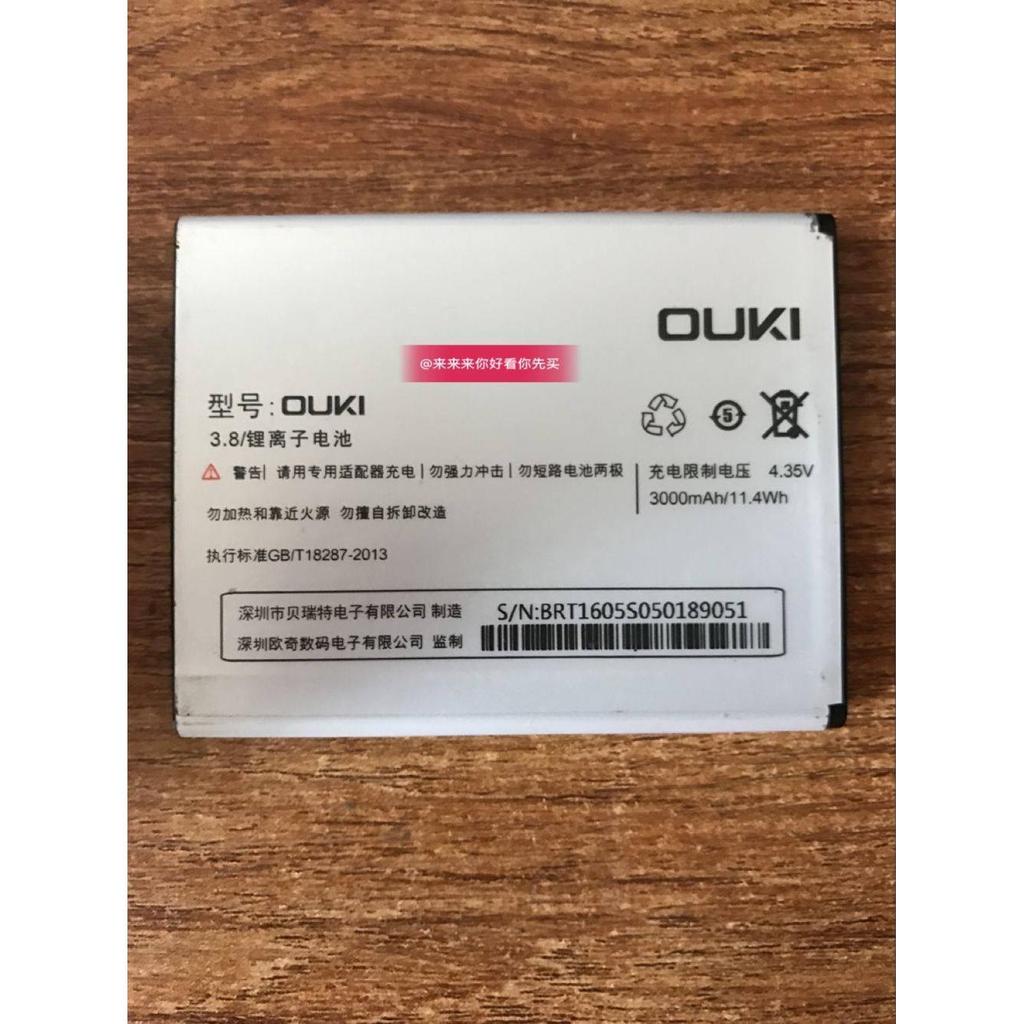 OUKI
@来来来你好看你先买
型号:OUKI
3.8/锂离子电池
5
警告| 请用专用适配器充电|勿强力冲击|勿短路电池两极
充电限制电压 4.35V
3000mAh/11.4Wh
勿加热和靠近火源 勿擅自拆卸改造
执行标准GB/T18287-2013
深圳市贝瑞特电子有限公司 制造
深圳欧奇数码电子有限公司 监制
S/N:BRT1605S050189051